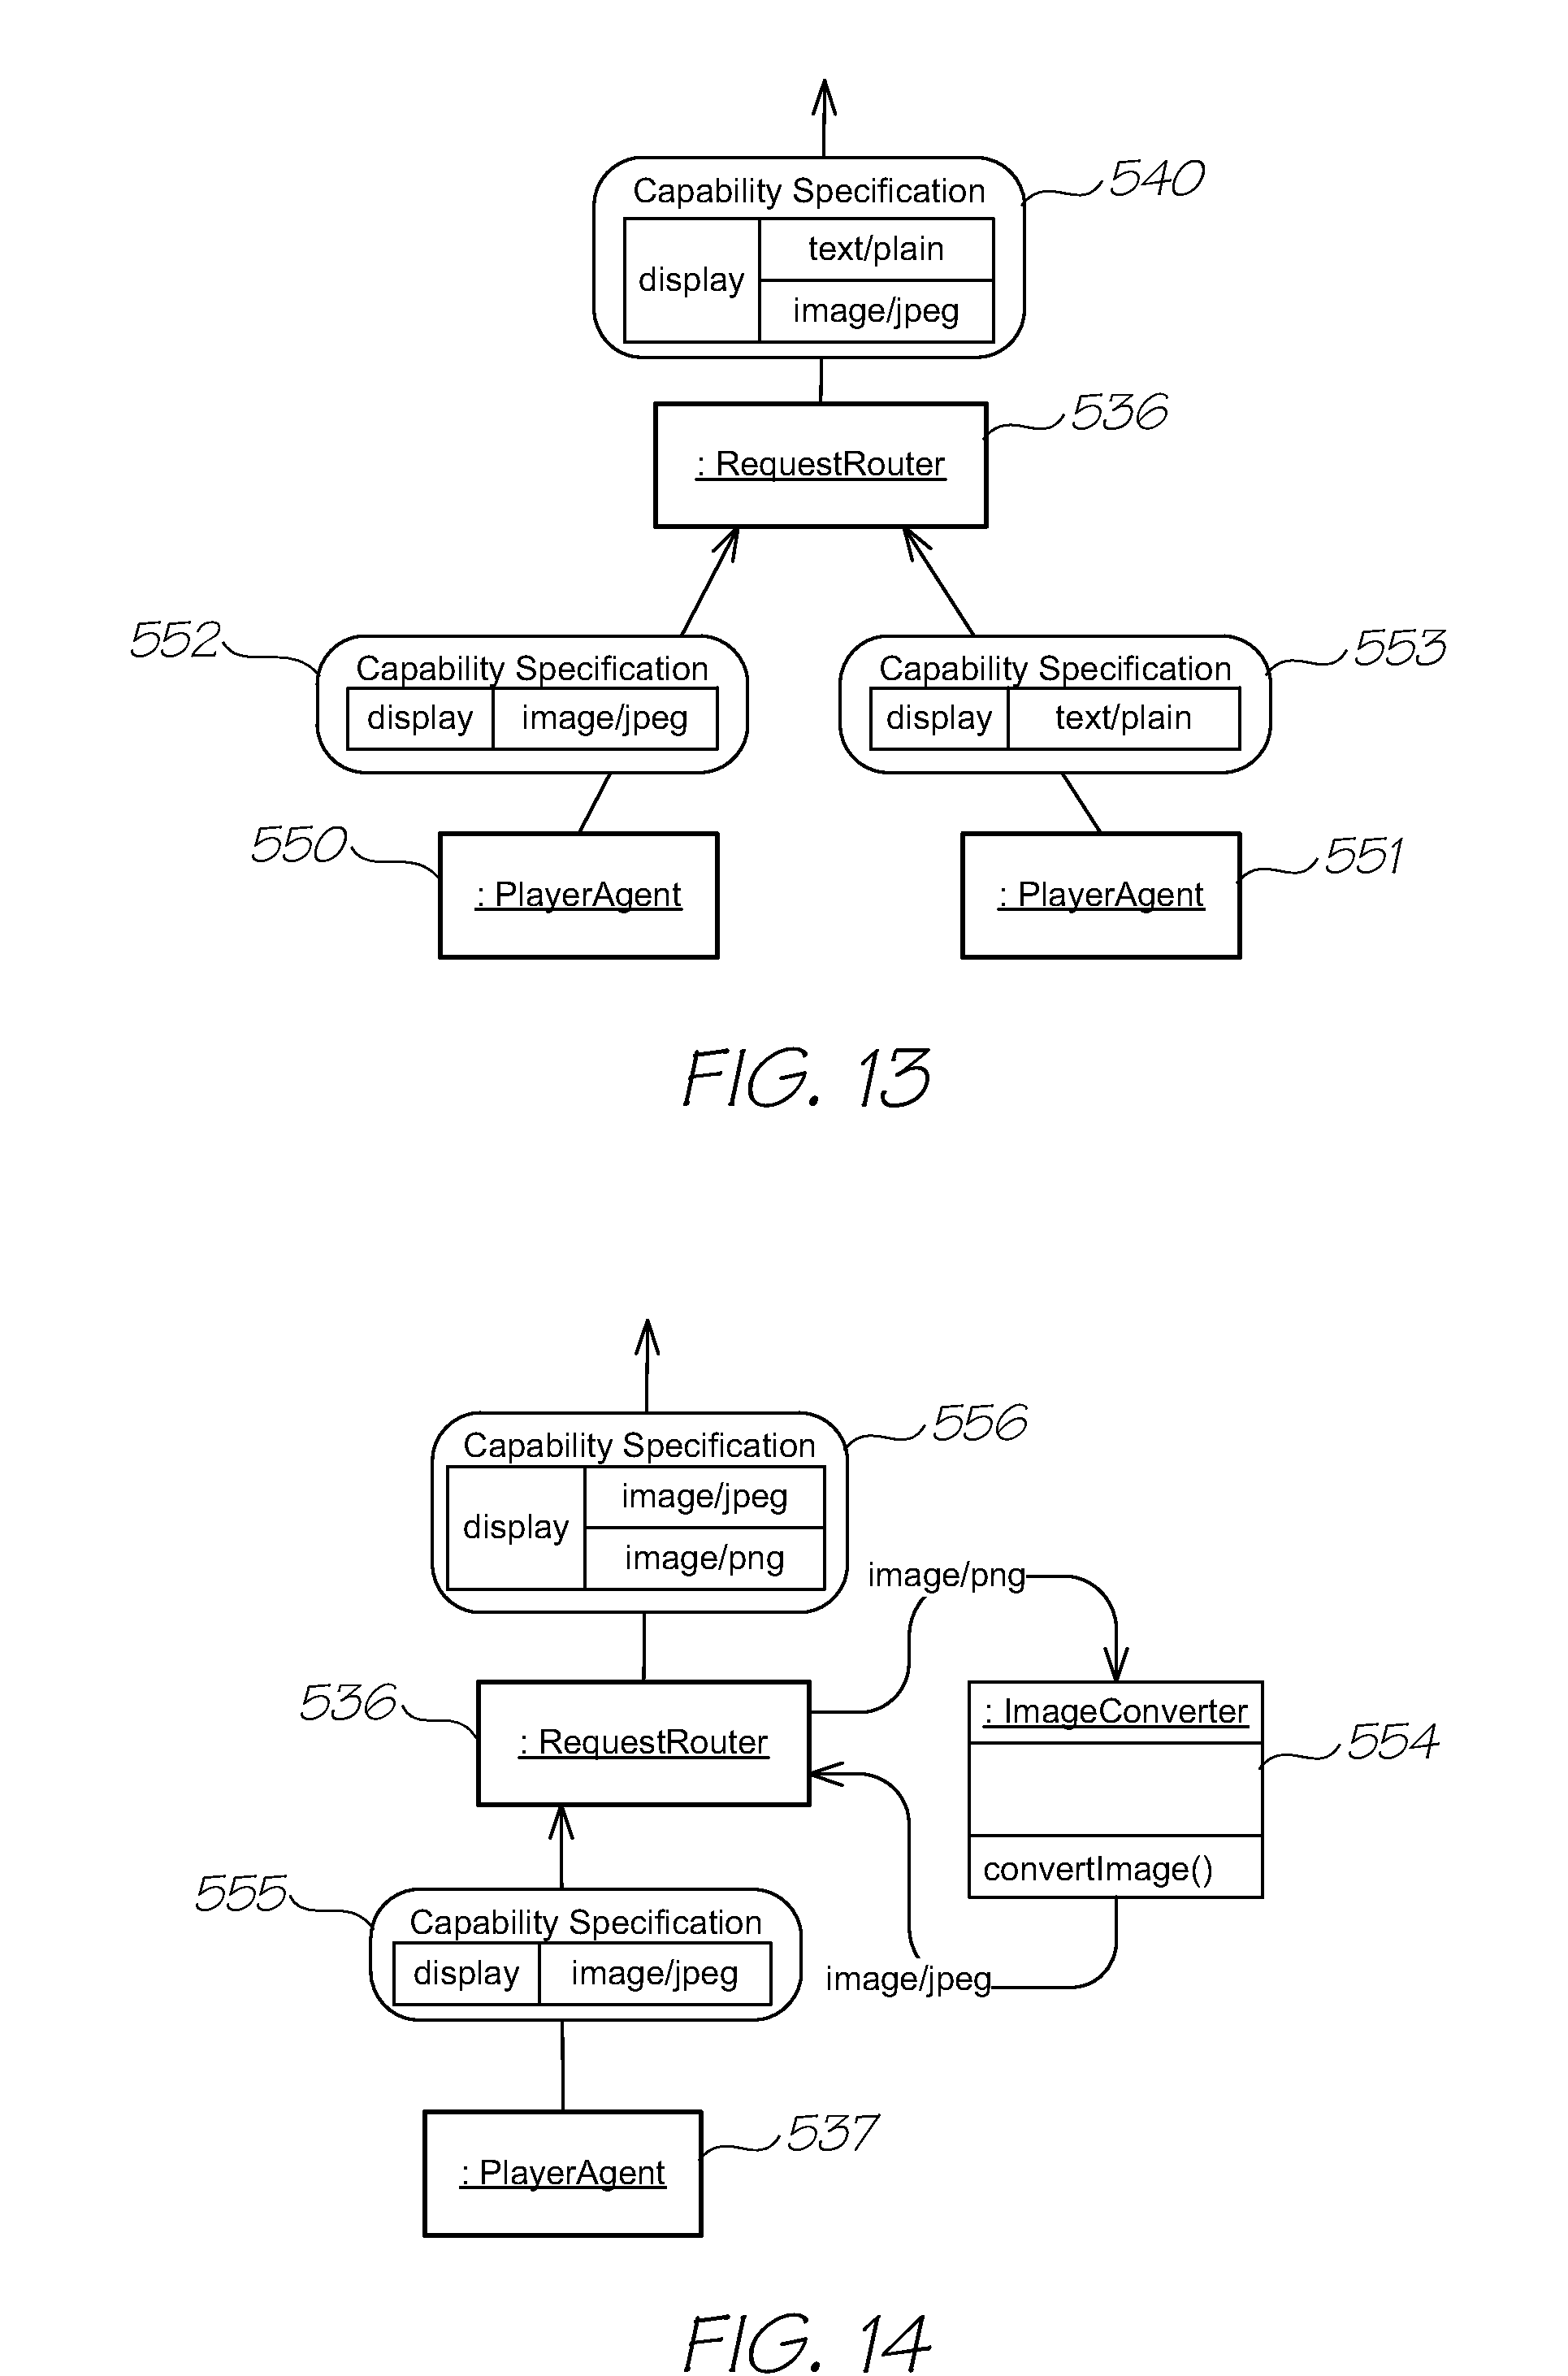 Capability Specification
540
display
text/plain
image/jpeg
536
: RequestRouter
552
Capability Specification
display image/jpeg
553
Capability Specification
display text/plain
550
: PlayerAgent
551
: PlayerAgent
FIG. 13
556
Capability Specification
display
image/jpeg
image/png
image/png
536
: RequestRouter
: ImageConverter
554
convertImage()
555
Capability Specification
display image/jpeg
image/jpeg
537
: PlayerAgent
FIG. 14